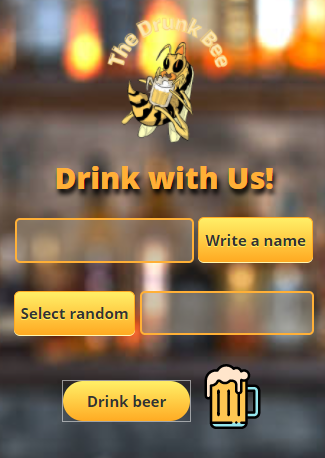 The Drunk Bee
Drink with Us!
Write a name
Select random
Drink beer